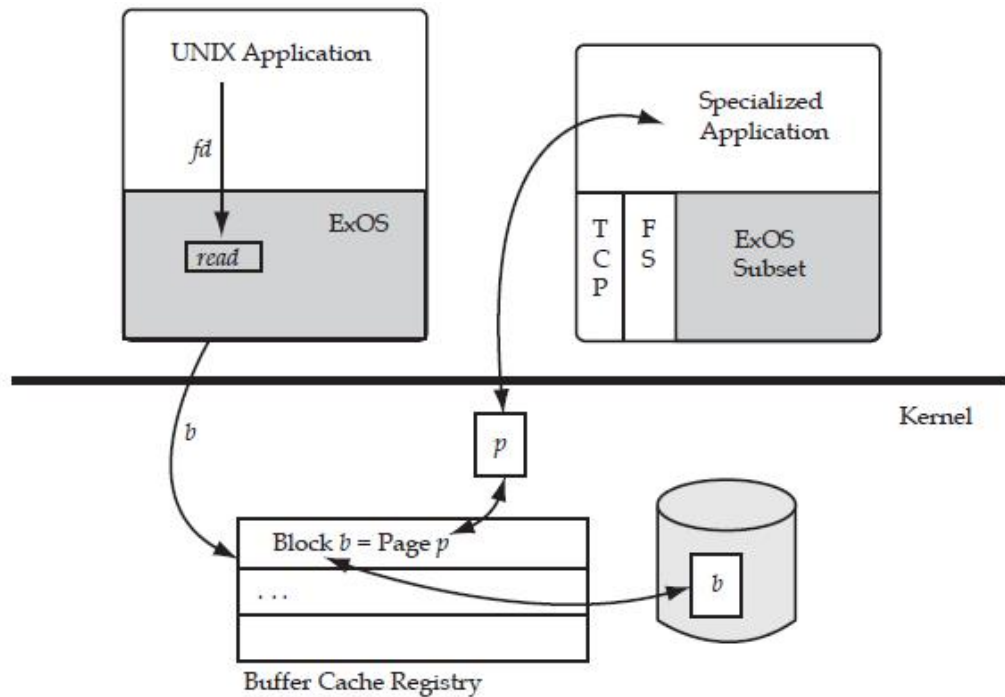 UNIX Application
fd
ExOS
read
Specialized
Application
T
C
P
F
S
ExOS
Subset
Kernel
b
p
Block b = Page p
. . .
b
Buffer Cache Registry